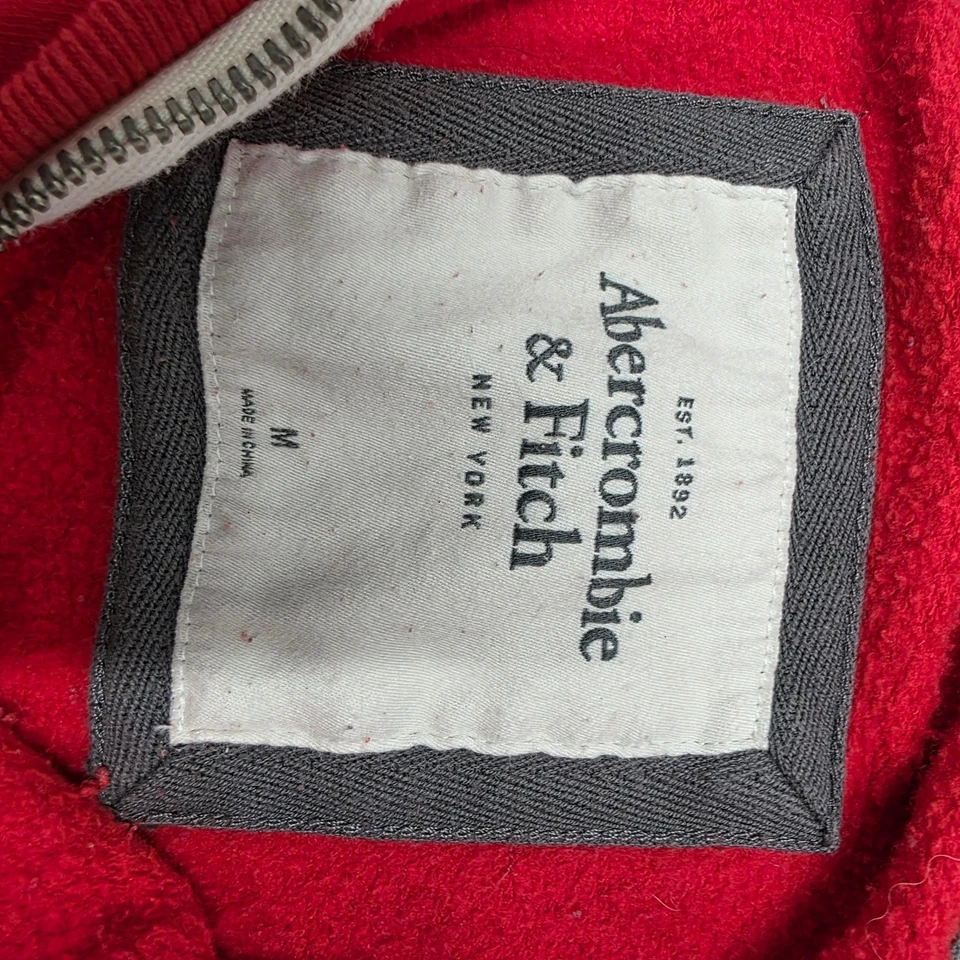 EST. 1892
Abercrombie
& Fitch
NEW YORK
M
MADE IN CHINA